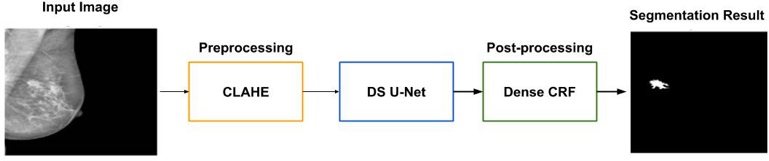 Input Image
Preprocessing
CLAHE
DS U-Net
Post-processing
Dense CRF
Segmentation Result